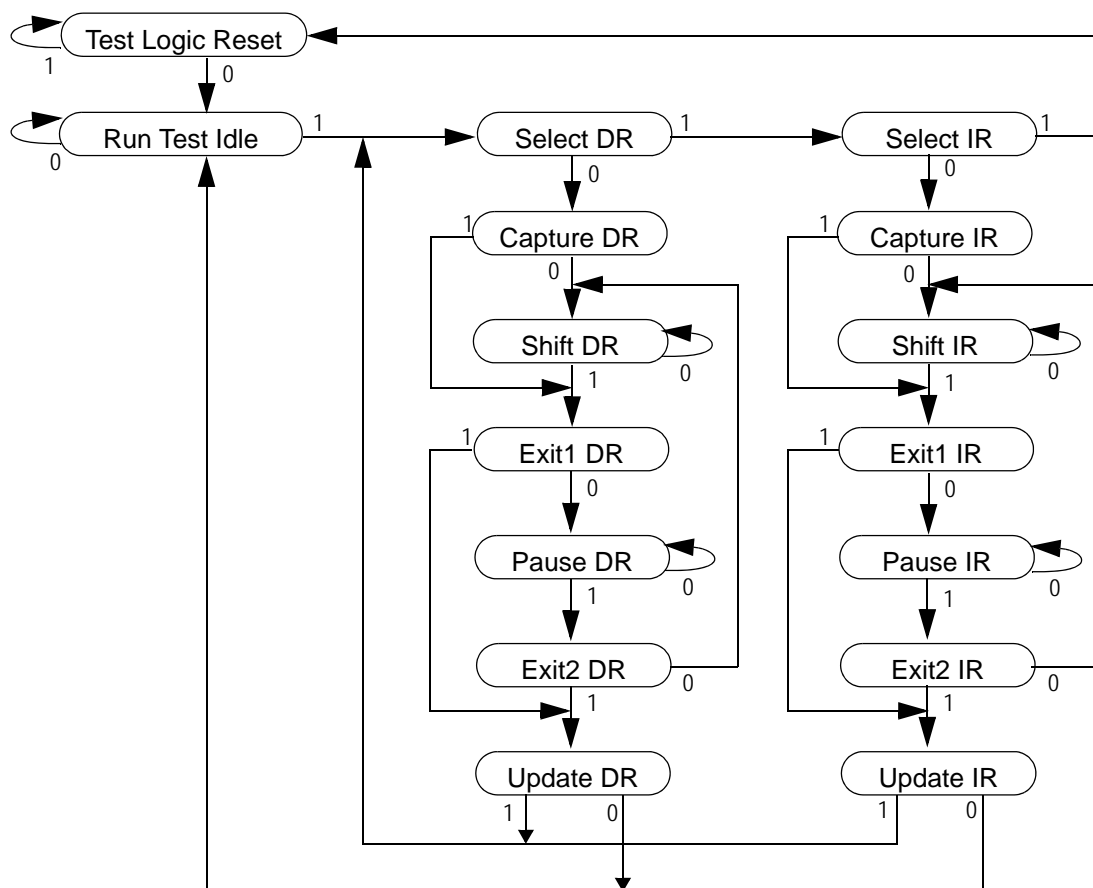 Test Logic Reset
1
0
Run Test Idle
1
0
Select DR
1
0
Select IR
1
0
Capture DR
1
0
Capture IR
1
0
Shift DR
0
1
Shift IR
0
1
Exit1 DR
1
0
Exit1 IR
1
0
Pause DR
0
1
Pause IR
0
1
Exit2 DR
0
1
Exit2 IR
0
1
Update DR
1
0
Update IR
1
0